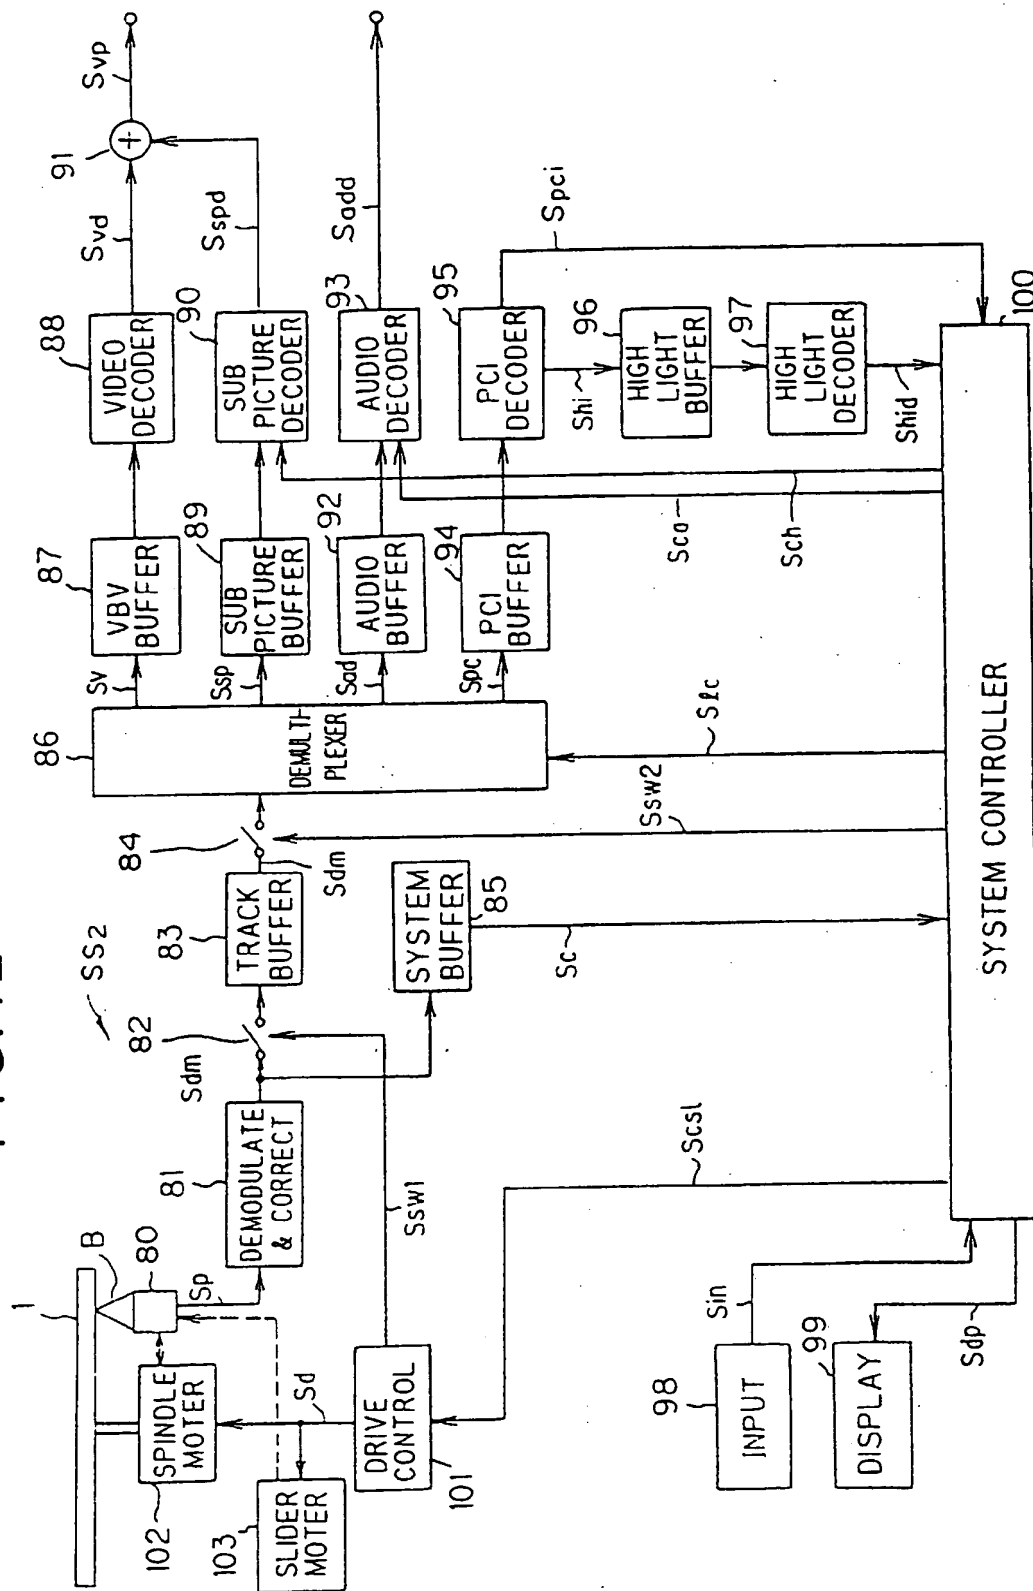 SS2
1
B
80
Sp
SPINDLE
MOTER
102
SLIDER
MOTER
103
Sd
DRIVE
CONTROL
101
DEMODULATE
& CORRECT
81
Sdm
82
Ssw1
TRACK
BUFFER
83
Sdm
84
SYSTEM
BUFFER
85
Sc
DEMULTI-
PLEXER
86
Ssw2
Slc
Sv
VBV
BUFFER
87
VIDEO
DECODER
88
Svd
91
+
Svp
Ssp
SUB
PICTURE
BUFFER
89
SUB
PICTURE
DECODER
90
Sspd
Sad
AUDIO
BUFFER
92
AUDIO
DECODER
93
Sadd
Spc
PCI
BUFFER
94
PCI
DECODER
95
Spci
Shi
HIGH
LIGHT
BUFFER
96
HIGH
LIGHT
DECODER
97
Shid
Sca
Sch
Scsl
INPUT
98
Sin
DISPLAY
99
Sdp
SYSTEM CONTROLLER
100